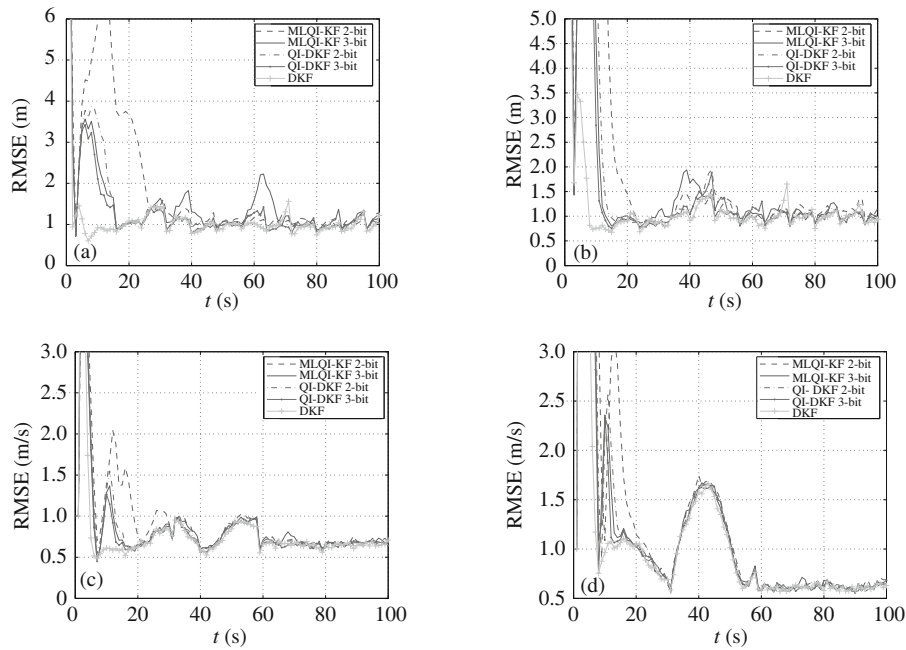 6
5
4
3
2
1
0
RMSE (m)
0 20 40 60 80 100
t (s)
(a)
MLQI-KF 2-bit
MLQI-KF 3-bit
QI-DKF 2-bit
QI-DKF 3-bit
DKF
5.0
4.5
4.0
3.5
3.0
2.5
2.0
1.5
1.0
0.5
0
RMSE (m)
0 20 40 60 80 100
t (s)
(b)
MLQI-KF 2-bit
MLQI-KF 3-bit
QI-DKF 2-bit
QI-DKF 3-bit
DKF
3.0
2.5
2.0
1.5
1.0
0.5
0
RMSE (m/s)
0 20 40 60 80 100
t (s)
(c)
MLQI-KF 2-bit
MLQI-KF 3-bit
QI-DKF 2-bit
QI-DKF 3-bit
DKF
3.0
2.5
2.0
1.5
1.0
0.5
RMSE (m/s)
0 20 40 60 80 100
t (s)
(d)
MLQI-KF 2-bit
MLQI-KF 3-bit
QI- DKF 2-bit
QI-DKF 3-bit
DKF